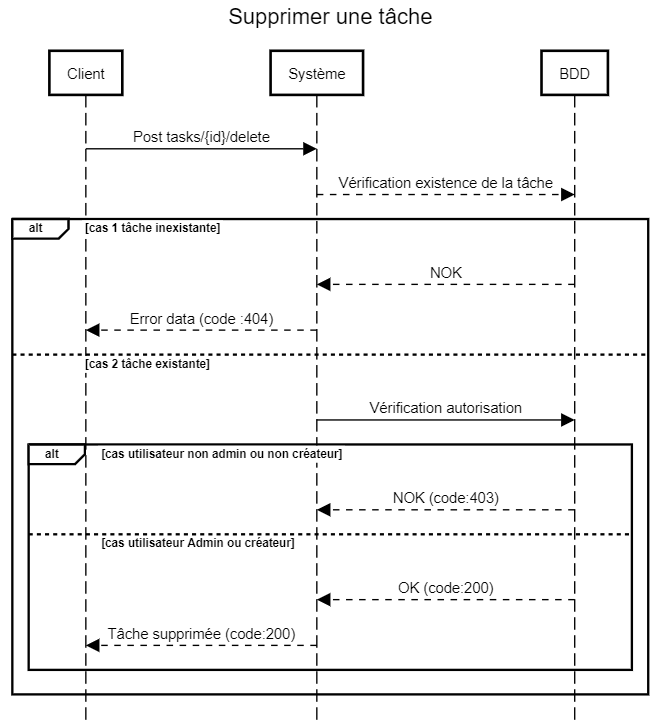 Supprimer une tâche
Client
Système
BDD
Post tasks/{id}/delete
Vérification existence de la tâche
alt
[cas 1 tâche inexistante]
NOK
Error data (code :404)
[cas 2 tâche existante]
Vérification autorisation
alt
[cas utilisateur non admin ou non créateur]
NOK (code:403)
[cas utilisateur Admin ou créateur]
OK (code:200)
Tâche supprimée (code:200)